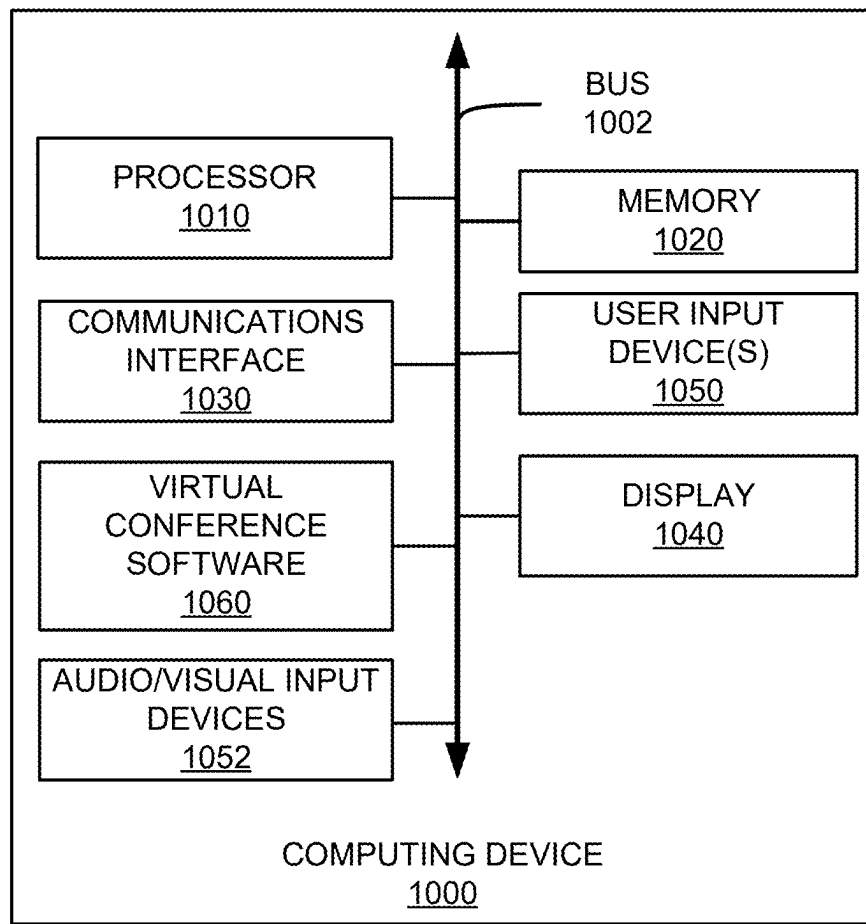 BUS
1002
PROCESSOR
1010
MEMORY
1020
COMMUNICATIONS
INTERFACE
1030
USER INPUT
DEVICE(S)
1050
VIRTUAL
CONFERENCE
SOFTWARE
1060
DISPLAY
1040
AUDIO/VISUAL INPUT
DEVICES
1052
COMPUTING DEVICE
1000